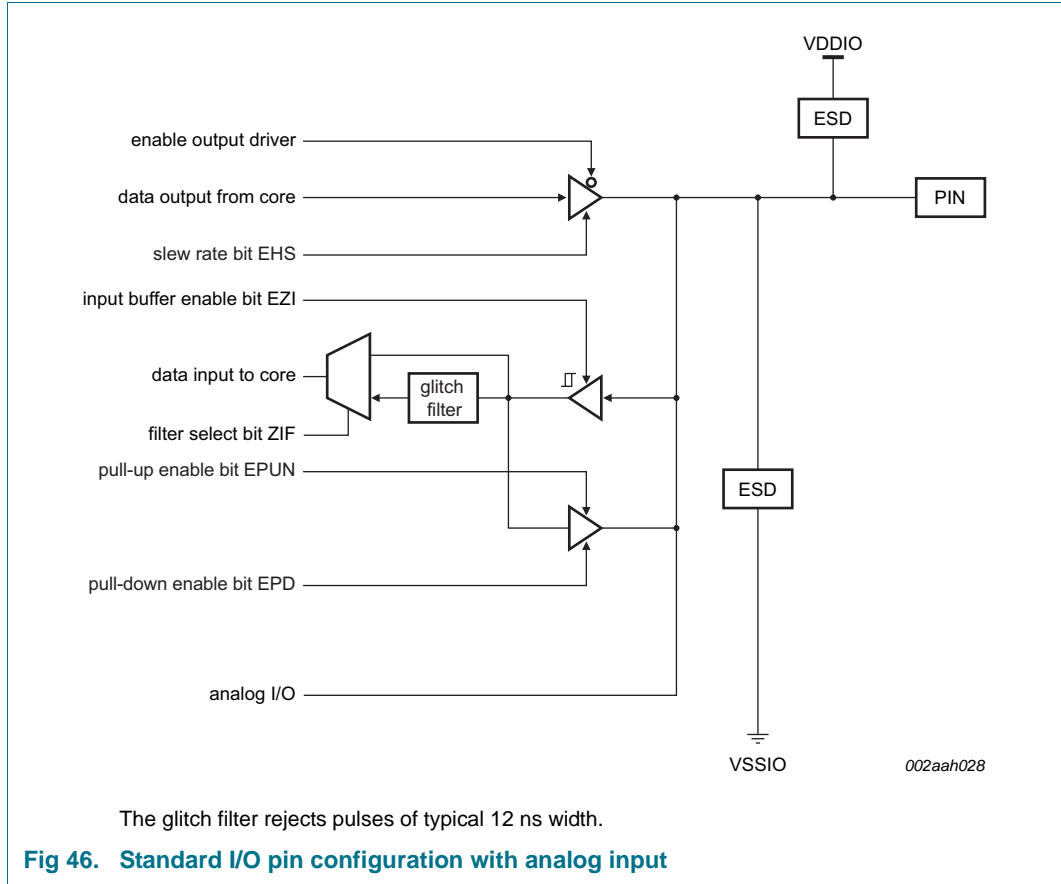 VDDIO
ESD
enable output driver
data output from core
PIN
slew rate bit EHS
input buffer enable bit EZI
data input to core
glitch
filter
filter select bit ZIF
pull-up enable bit EPUN
ESD
pull-down enable bit EPD
analog I/O
VSSIO
002aah028
The glitch filter rejects pulses of typical 12 ns width.
Fig 46. Standard I/O pin configuration with analog input